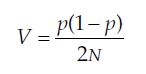 V = p(1 − p) / 2N